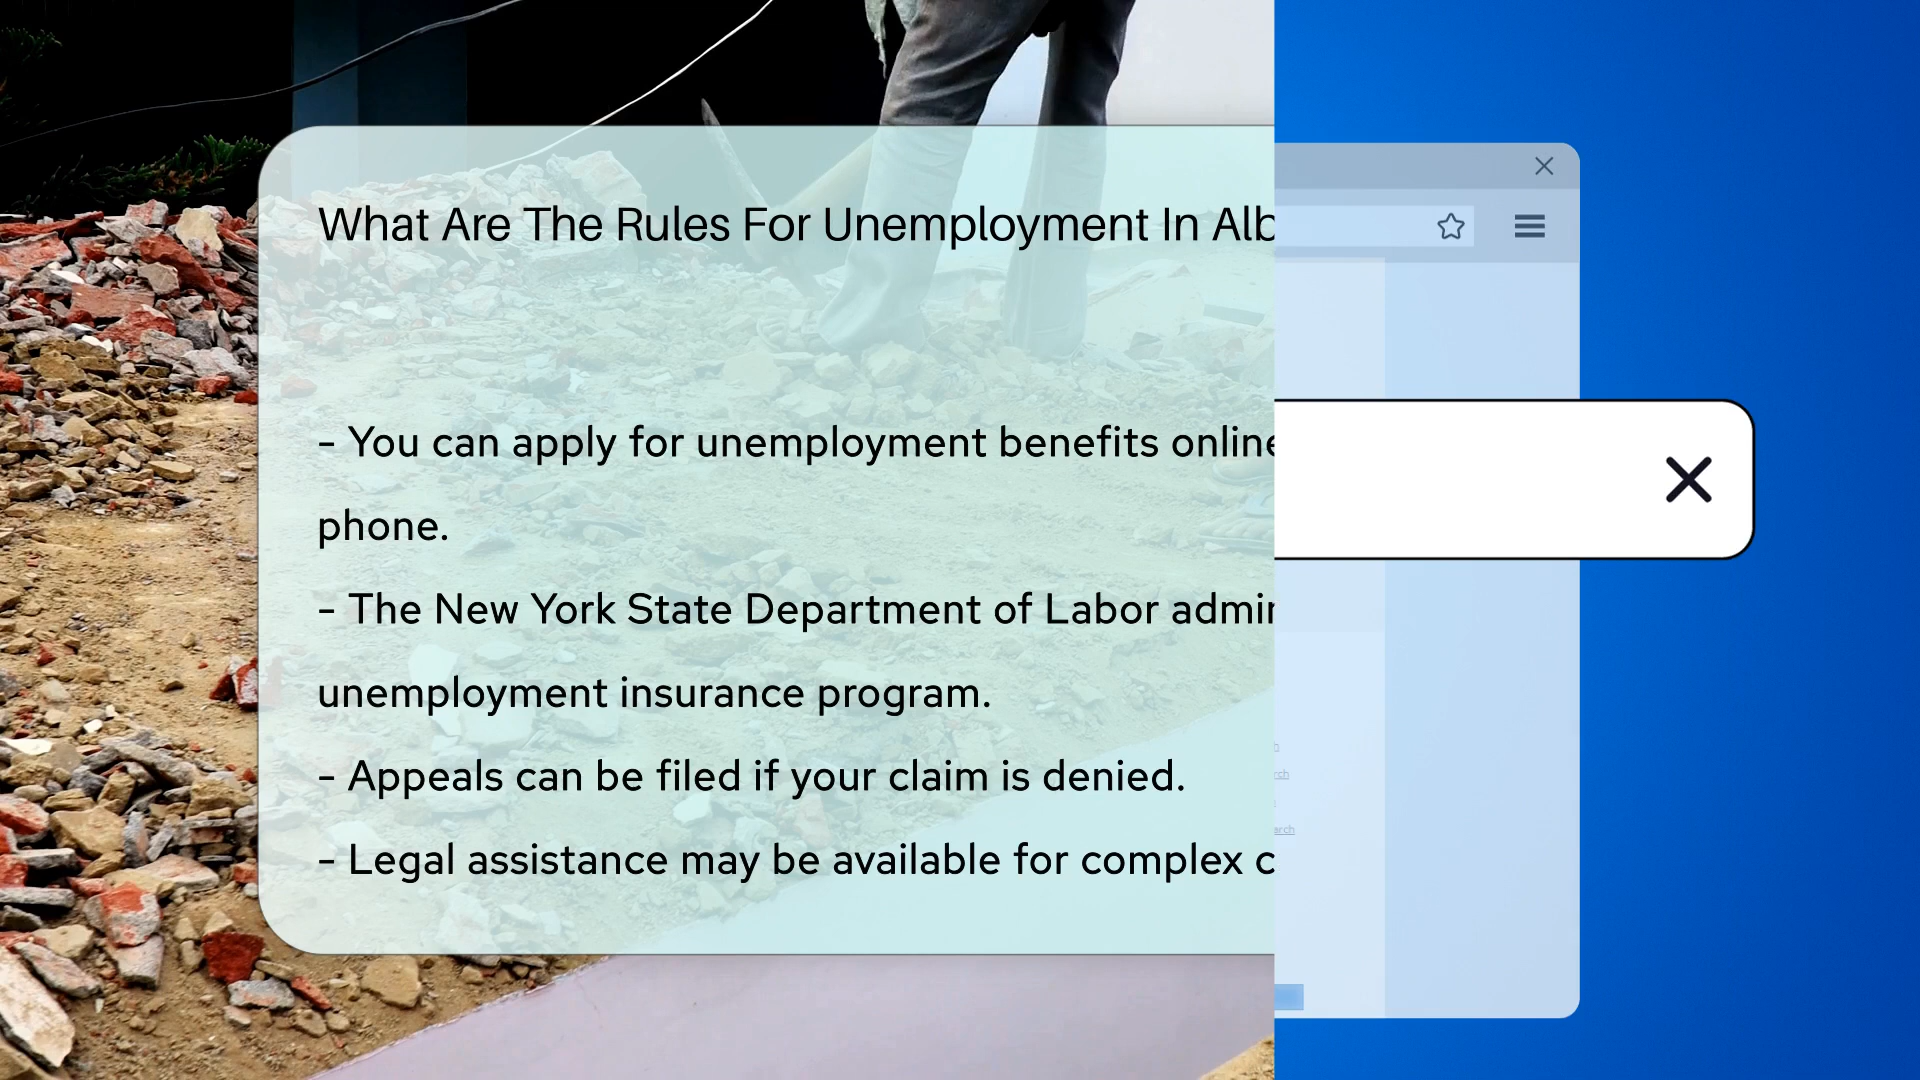 What Are The Rules For Unemployment In Alb
- You can apply for unemployment benefits online
phone.
- The New York State Department of Labor admin
unemployment insurance program.
- Appeals can be filed if your claim is denied.
- Legal assistance may be available for complex c